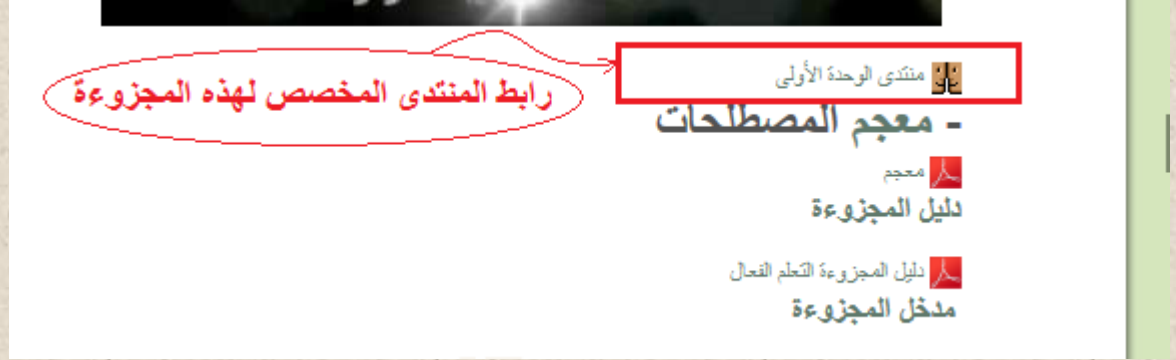 منتدى الوحدة الأولى
رابط المنتدى المخصص لهذه المجزوءة
- معجم المصطلحات
معجم
دليل المجزوءة
دليل المجزوءة التعلم الفعال
مدخل المجزوءة